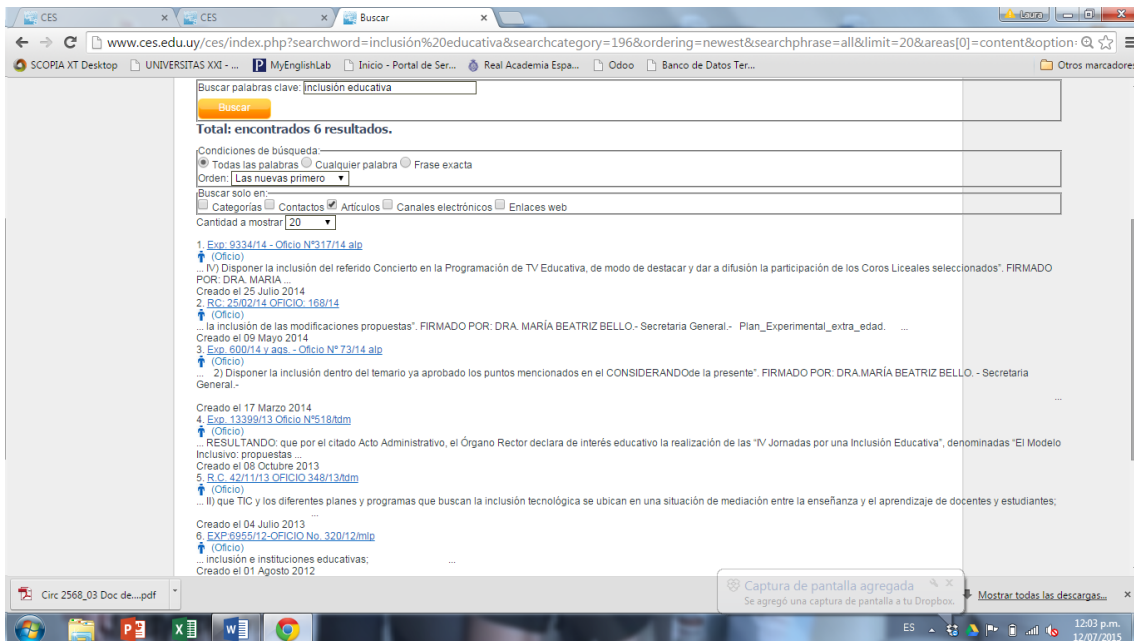 CES
CES
Buscar
Laura
www.ces.edu.uy/ces/index.php?searchword=inclusión%20educativa&searchcategory=196&ordering=newest&searchphrase=all&limit=20&areas[0]=content&option
SCOPIA XT Desktop UNIVERSITAS XXI - ... MyEnglishLab Inicio - Portal de Ser... Real Academia Espa... Odoo Banco de Datos Ter... Otros marcadores
Buscar palabras clave: inclusión educativa
Buscar
Total: encontrados 6 resultados.
Condiciones de búsqueda:
Todas las palabras Cualquier palabra Frase exacta
Orden: Las nuevas primero
Buscar solo en:
Categorías Contactos Artículos Canales electrónicos Enlaces web
Cantidad a mostrar 20
1. Exp: 9334/14 - Oficio Nº317/14 alp
(Oficio)
... IV) Disponer la inclusión del referido Concierto en la Programación de TV Educativa, de modo de destacar y dar a difusión la participación de los Coros Liceales seleccionados". FIRMADO
POR: DRA. MARIA ...
Creado el 25 Julio 2014
2. RC: 25/02/14 OFICIO: 168/14
(Oficio)
... la inclusión de las modificaciones propuestas". FIRMADO POR: DRA. MARÍA BEATRIZ BELLO.- Secretaria General.- Plan_Experimental_extra_edad. ...
Creado el 09 Mayo 2014
3. Exp. 600/14 y ags. - Oficio Nº 73/14 alp
(Oficio)
... 2) Disponer la inclusión dentro del temario ya aprobado los puntos mencionados en el CONSIDERANDOde la presente". FIRMADO POR: DRA.MARÍA BEATRIZ BELLO. - Secretaria
General.-
...
Creado el 17 Marzo 2014
4. Exp. 13399/13 Oficio Nº518/tdm
(Oficio)
... RESULTANDO: que por el citado Acto Administrativo, el Órgano Rector declara de interés educativo la realización de las "IV Jornadas por una Inclusión Educativa", denominadas "El Modelo
Inclusivo: propuestas ...
Creado el 08 Octubre 2013
5. R.C. 42/11/13 OFICIO 348/13/tdm
(Oficio)
... II) que TIC y los diferentes planes y programas que buscan la inclusión tecnológica se ubican en una situación de mediación entre la enseñanza y el aprendizaje de docentes y estudiantes;
...
Creado el 04 Julio 2013
6. EXP:6955/12-OFICIO No. 320/12/mlp
(Oficio)
... inclusión e instituciones educativas; ...
Creado el 01 Agosto 2012
Captura de pantalla agregada
Se agregó una captura de pantalla a tu Dropbox.
Circ 2568_03 Doc de....pdf
Mostrar todas las descargas...
ES
12:03 p.m.
12/07/2015